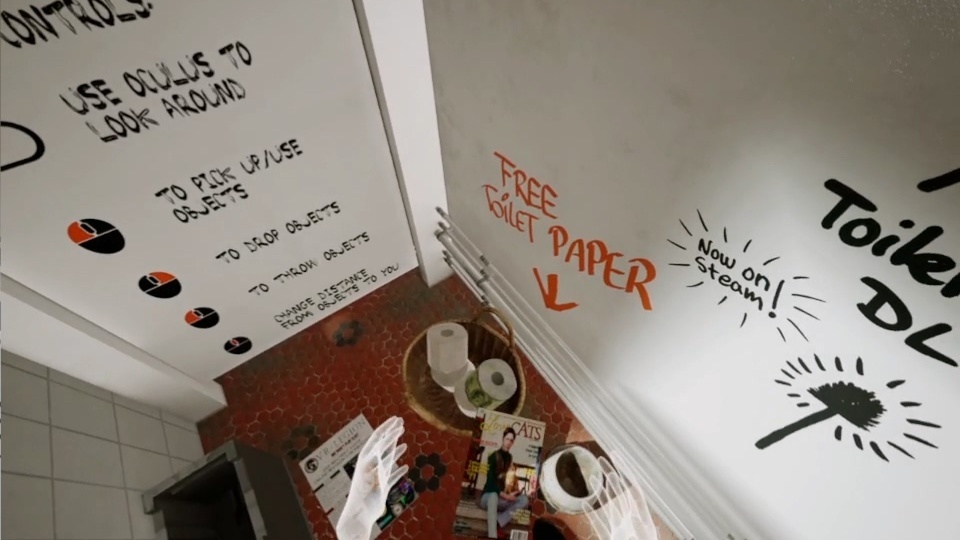 CONTROLS:
USE OCULUS TO
LOOK AROUND
TO PICK UP/USE
OBJECTS
TO DROP OBJECTS
TO THROW OBJECTS
CHANGE DISTANCE
FROM OBJECTS TO YOU
FREE
TOILET PAPER
Now on
Steam!
Toilet
DL
CATS